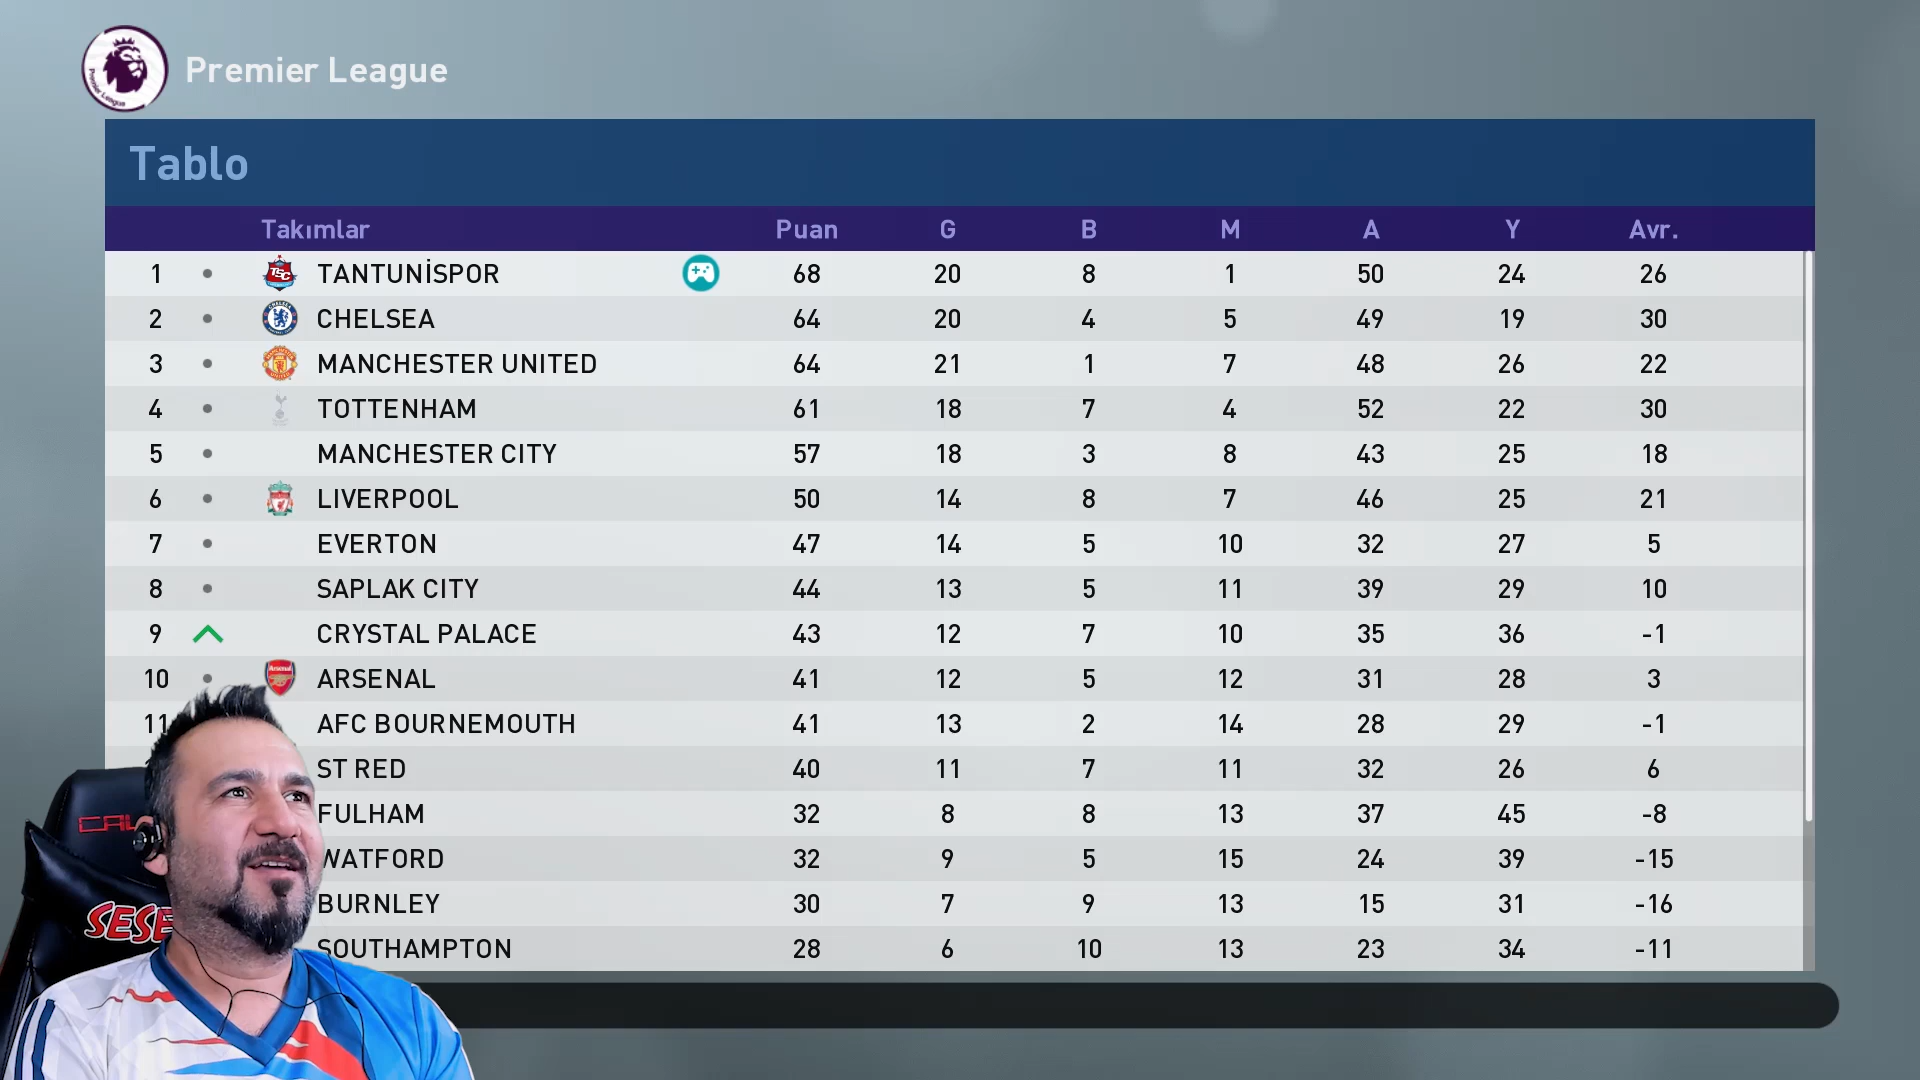 Premier League
Tablo
Takımlar Puan G B M A Y Avr.
1 TANTUNİSPOR 68 20 8 1 50 24 26
2 CHELSEA 64 20 4 5 49 19 30
3 MANCHESTER UNITED 64 21 1 7 48 26 22
4 TOTTENHAM 61 18 7 4 52 22 30
5 MANCHESTER CITY 57 18 3 8 43 25 18
6 LIVERPOOL 50 14 8 7 46 25 21
7 EVERTON 47 14 5 10 32 27 5
8 SAPLAK CITY 44 13 5 11 39 29 10
9 CRYSTAL PALACE 43 12 7 10 35 36 -1
10 ARSENAL 41 12 5 12 31 28 3
11 AFC BOURNEMOUTH 41 13 2 14 28 29 -1
ST RED 40 11 7 11 32 26 6
FULHAM 32 8 8 13 37 45 -8
WATFORD 32 9 5 15 24 39 -15
BURNLEY 30 7 9 13 15 31 -16
SOUTHAMPTON 28 6 10 13 23 34 -11